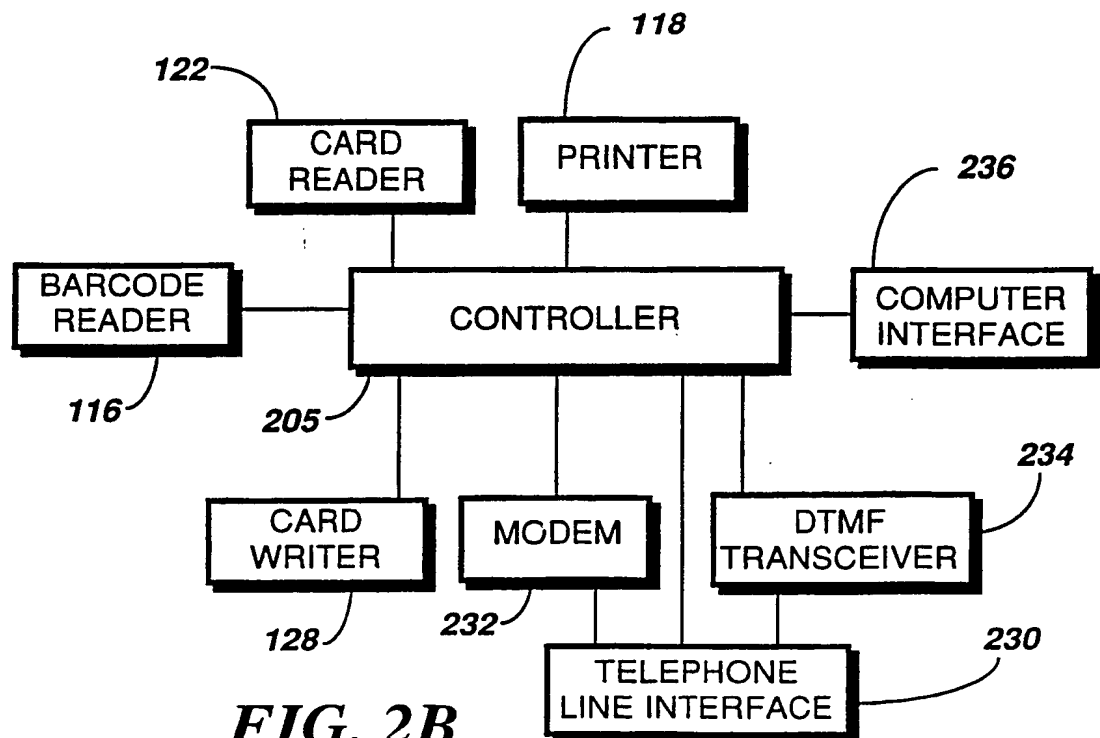 118
122
CARD
READER
PRINTER
236
BARCODE
READER
CONTROLLER
COMPUTER
INTERFACE
116
205
234
CARD
WRITER
MODEM
DTMF
TRANSCEIVER
128
232
230
TELEPHONE
LINE INTERFACE
FIG. 2B